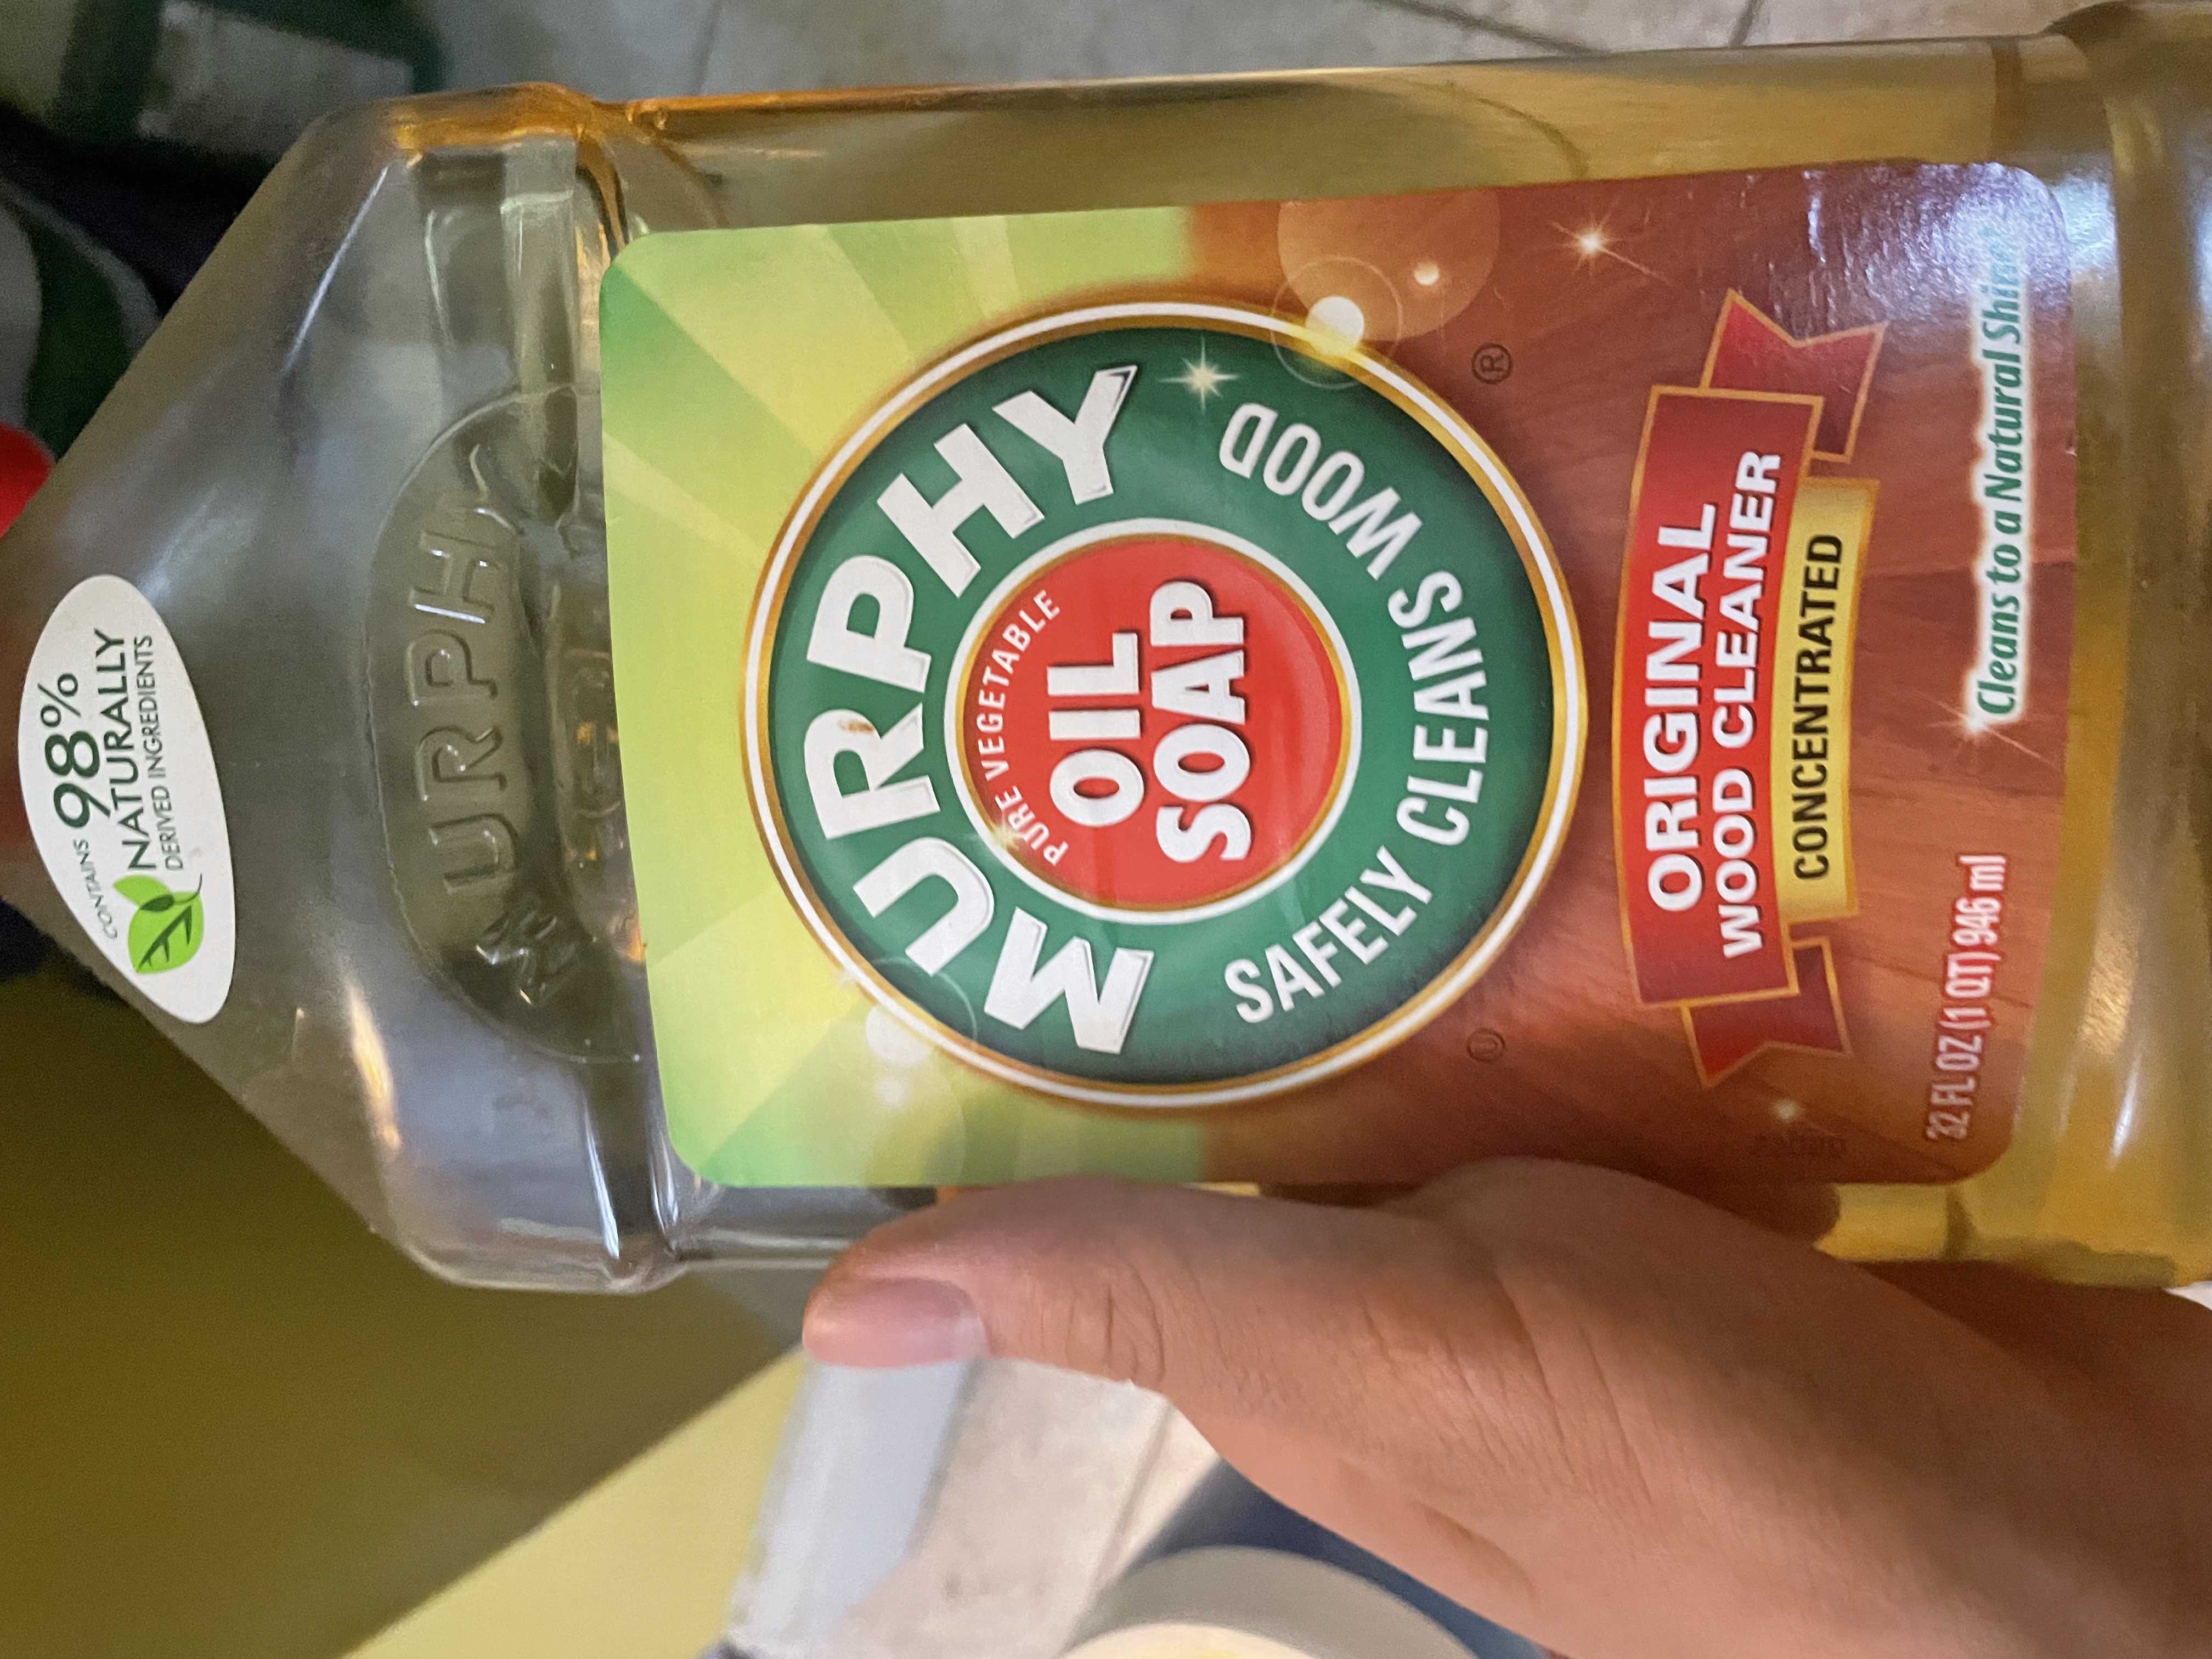 CONTAINS 98%
NATURALLY
DERIVED INGREDIENTS
MURPHY
MURPHY
PURE VEGETABLE
OIL
SOAP
SAFELY CLEANS WOOD
Ⓤ ®
ORIGINAL
WOOD CLEANER
CONCENTRATED
32 FL OZ (1 QT) 946 ml
Cleans to a Natural Shine!